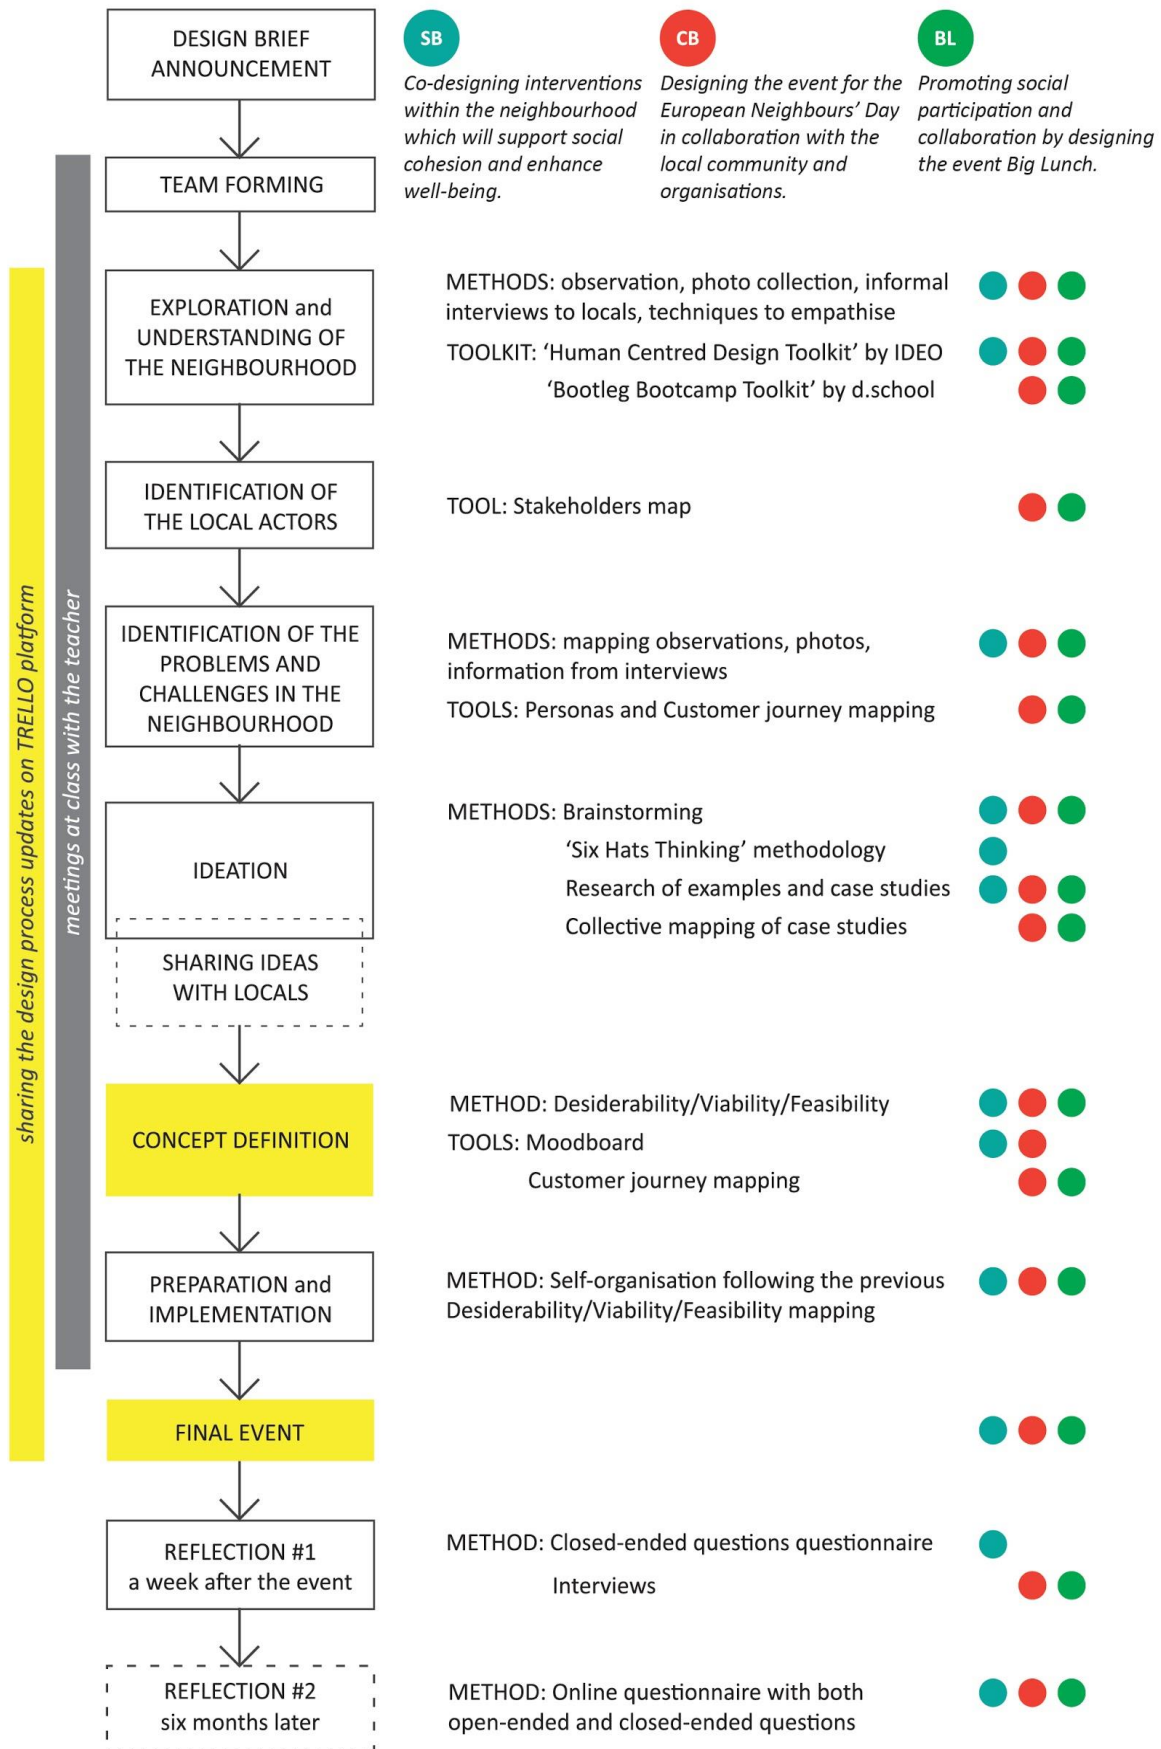 DESIGN BRIEF
ANNOUNCEMENT
SB
CB
BL
Co-designing interventions
within the neighbourhood
which will support social
cohesion and enhance
well-being.
Designing the event for the
European Neighbours’ Day
in collaboration with the
local community and
organisations.
Promoting social
participation and
collaboration by designing
the event Big Lunch.
sharing the design process updates on TRELLO platform
meetings at class with the teacher
TEAM FORMING
EXPLORATION and
UNDERSTANDING OF
THE NEIGHBOURHOOD
METHODS: observation, photo collection, informal
interviews to locals, techniques to empathise
TOOLKIT: ‘Human Centred Design Toolkit’ by IDEO
‘Bootleg Bootcamp Toolkit’ by d.school
IDENTIFICATION OF
THE LOCAL ACTORS
TOOL: Stakeholders map
IDENTIFICATION OF THE
PROBLEMS AND
CHALLENGES IN THE
NEIGHBOURHOOD
METHODS: mapping observations, photos,
information from interviews
TOOLS: Personas and Customer journey mapping
IDEATION
METHODS: Brainstorming
‘Six Hats Thinking’ methodology
Research of examples and case studies
Collective mapping of case studies
SHARING IDEAS
WITH LOCALS
CONCEPT DEFINITION
METHOD: Desiderability/Viability/Feasibility
TOOLS: Moodboard
Customer journey mapping
PREPARATION and
IMPLEMENTATION
METHOD: Self-organisation following the previous
Desiderability/Viability/Feasibility mapping
FINAL EVENT
REFLECTION #1
a week after the event
METHOD: Closed-ended questions questionnaire
Interviews
REFLECTION #2
six months later
METHOD: Online questionnaire with both
open-ended and closed-ended questions